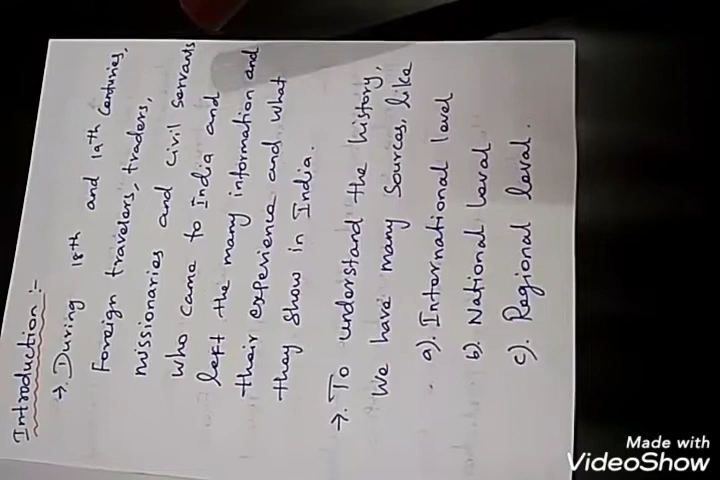 Introduction :-
→. During 18th and 19th Centuries,
Foreign travelers, traders,
missionaries and civil servants
who came to India and
left the many information and
their experience and what
they show in India.
→. To understand the history,
we have many Sources, like
a). International level
b). National leval
c). Regional leval.
Made with
VideoShow